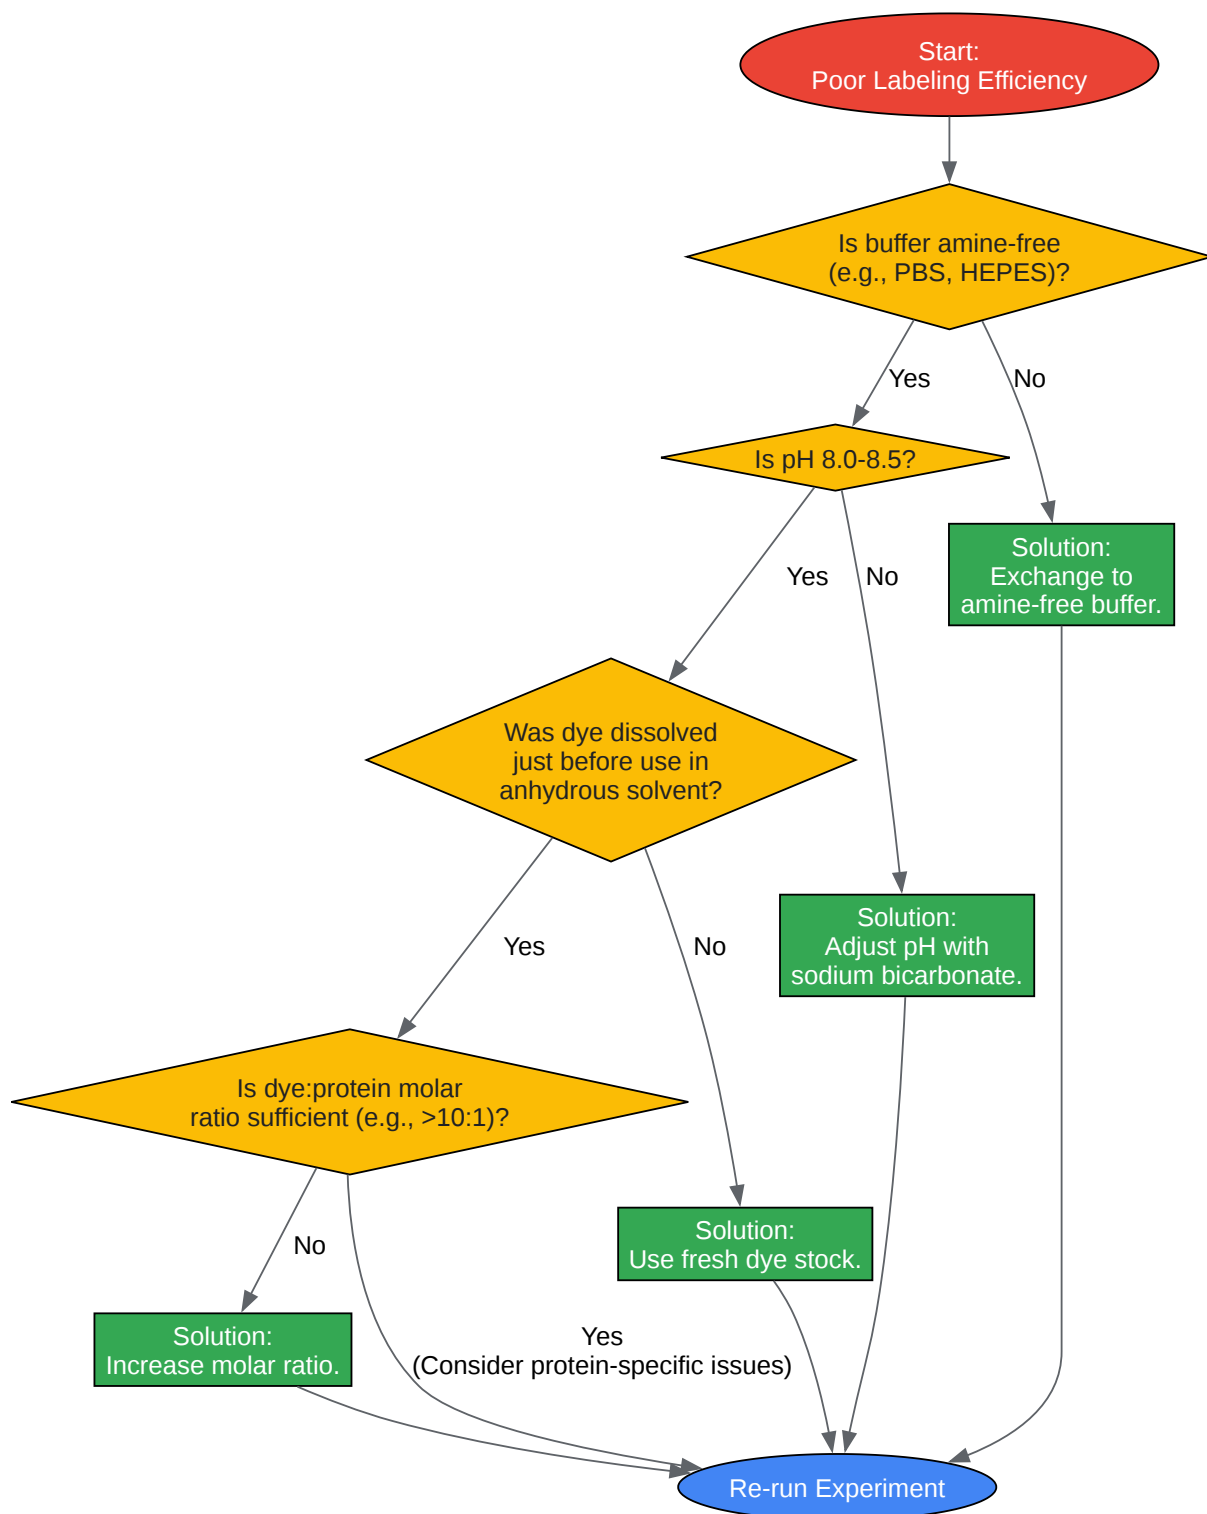 Start:
Poor Labeling Efficiency
Is buffer amine-free
(e.g., PBS, HEPES)?
Yes
No
Is pH 8.0-8.5?
Solution:
Exchange to
amine-free buffer.
Yes
No
Was dye dissolved
just before use in
anhydrous solvent?
Solution:
Adjust pH with
sodium bicarbonate.
Yes
No
Is dye:protein molar
ratio sufficient (e.g., >10:1)?
Solution:
Use fresh dye stock.
No
Solution:
Increase molar ratio.
Yes
(Consider protein-specific issues)
Re-run Experiment